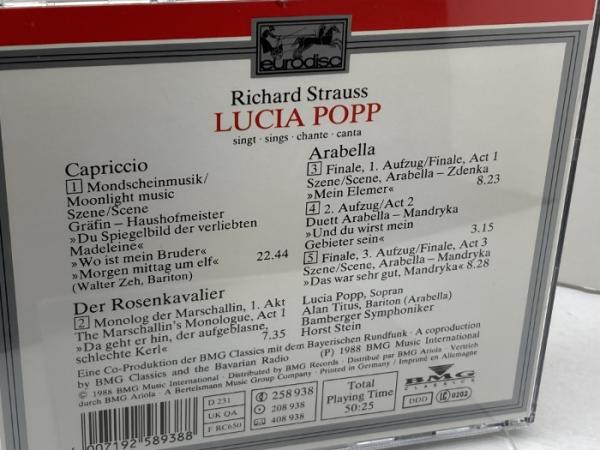 eurodisc
Richard Strauss
LUCIA POPP
singt · sings · chante · canta
Capriccio
1 Mondscheinmusik/
Moonlight music
Szene/Scene
Gräfin – Haushofmeister
»Du Spiegelbild der verliebten
Madeleine«
»Wo ist mein Bruder«
»Morgen mittag um elf« 22.44
(Walter Zeh, Bariton)
Der Rosenkavalier
2 Monolog der Marschallin, 1. Akt
The Marschallin's Monologue, Act 1
»Da geht er hin, der aufgeblasne,
schlechte Kerl« 7.35
Arabella
3 Finale, 1. Aufzug/Finale, Act 1
Szene/Scene, Arabella – Zdenka
»Mein Elemer« 8.23
4 2. Aufzug/Act 2
Duett Arabella – Mandryka
»Und du wirst mein
Gebieter sein« 3.15
5 Finale, 3. Aufzug/Finale, Act 3
Szene/Scene, Arabella – Mandryka
»Das war sehr gut, Mandryka« 8.28
Lucia Popp, Sopran
Alan Titus, Bariton (Arabella)
Bamberger Symphoniker
Horst Stein
Eine Co-Produktion der BMG Classics mit dem Bayerischen Rundfunk · A coproduction
by BMG Classics and the Bavarian Radio (P) 1988 BMG Music International
© 1988 BMG Music International · Distributed by BMG Records · Distribué par BMG Ariola · Vertrieb
durch BMG Ariola · A Bertelsmann Music Group Company · Printed in Germany / Imprimé en Allemagne
007192 589388
D 231
UK QA
F RC650
258 938
208 938
408 938
Total
Playing Time
50:25
BMG
CLASSICS
DDD
LC 0202